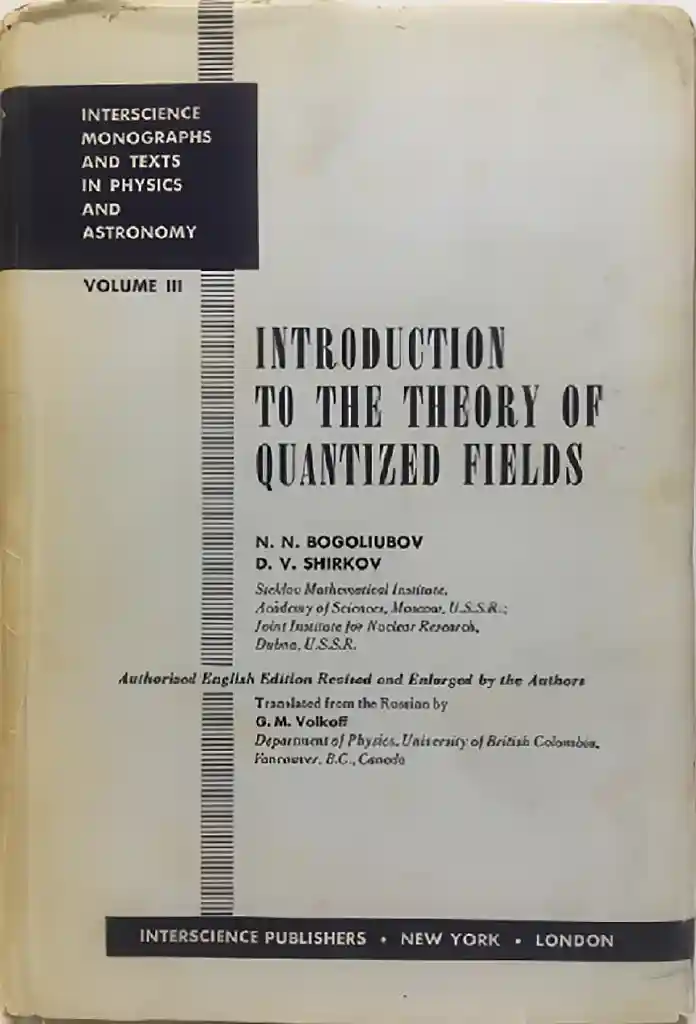 INTERSCIENCE
MONOGRAPHS
AND TEXTS
IN PHYSICS
AND
ASTRONOMY
VOLUME III
INTRODUCTION
TO THE THEORY OF
QUANTIZED FIELDS
N. N. BOGOLIUBOV
D. V. SHIRKOV
Steklov Mathematical Institute,
Academy of Sciences, Moscow, U.S.S.R.;
Joint Institute for Nuclear Research,
Dubna, U.S.S.R.
Authorized English Edition Revised and Enlarged by the Authors
Translated from the Russian by
G. M. Volkoff
Department of Physics, University of British Columbia,
Vancouver, B.C., Canada
INTERSCIENCE PUBLISHERS • NEW YORK • LONDON